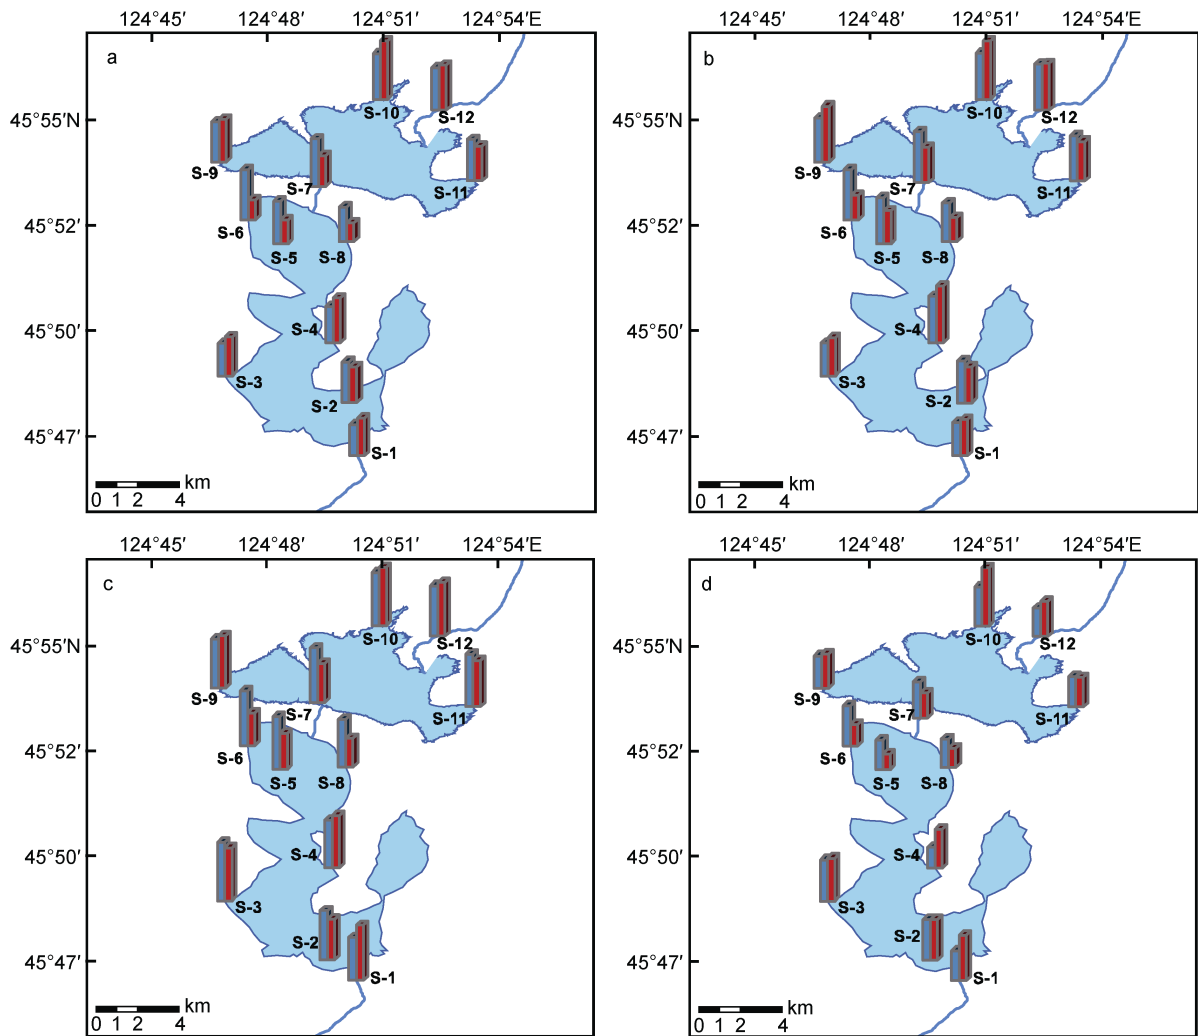 124°45′ 124°48′ 124°51′ 124°54′E 124°45′ 124°48′ 124°51′ 124°54′E
a b
S-10 S-12 S-10 S-12
45°55′N 45°55′N
S-9 S-7 S-11 S-9 S-7 S-11
S-6 45°52′ S-5 S-8 S-6 45°52′ S-5 S-8
45°50′ S-4 45°50′ S-4
S-3 S-2 S-3 S-2
45°47′ S-1 45°47′ S-1
km km
0 1 2 4 0 1 2 4
124°45′ 124°48′ 124°51′ 124°54′E 124°45′ 124°48′ 124°51′ 124°54′E
c d
45°55′N S-10 S-12 45°55′N S-10 S-12
S-9 S-7 S-11 S-9 S-7 S-11
45°52′ S-6 45°52′ S-6
S-5 S-8 S-5 S-8
45°50′ S-4 45°50′ S-4
S-3 S-3
S-2 S-2
45°47′ S-1 45°47′ S-1
km km
0 1 2 4 0 1 2 4